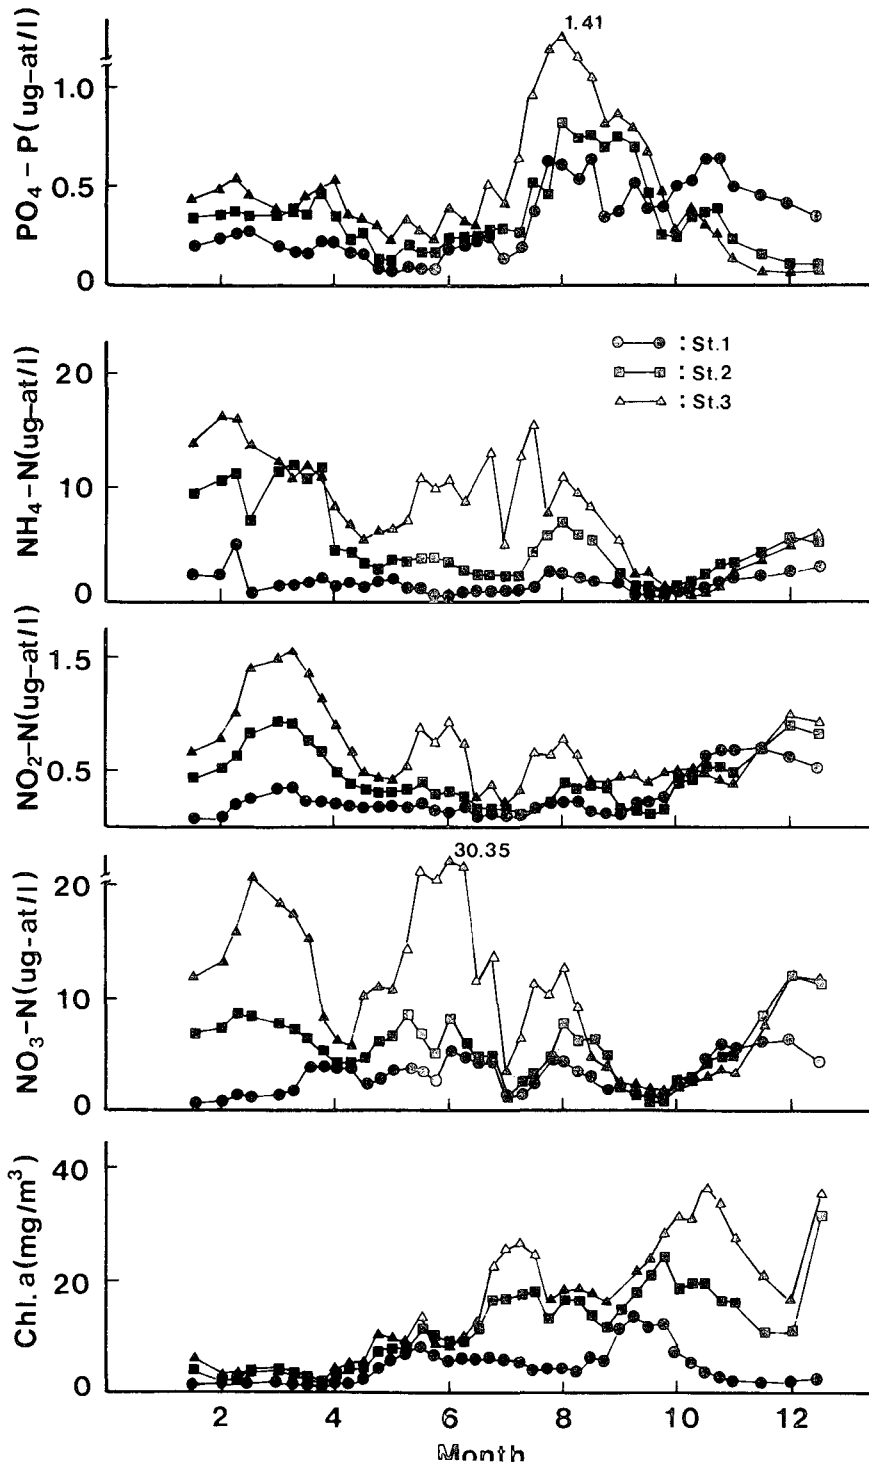 1.41
PO4-P(ug-at/l)
1.0
0.5
0
NH4-N(ug-at/l)
20
10
0
: St.1
: St.2
: St.3
NO2-N(ug-at/l)
1.5
0.5
30.35
NO3-N(ug-at/l)
20
10
0
Chl.a(mg/m3)
40
20
0
2 4 6 8 10 12
Month